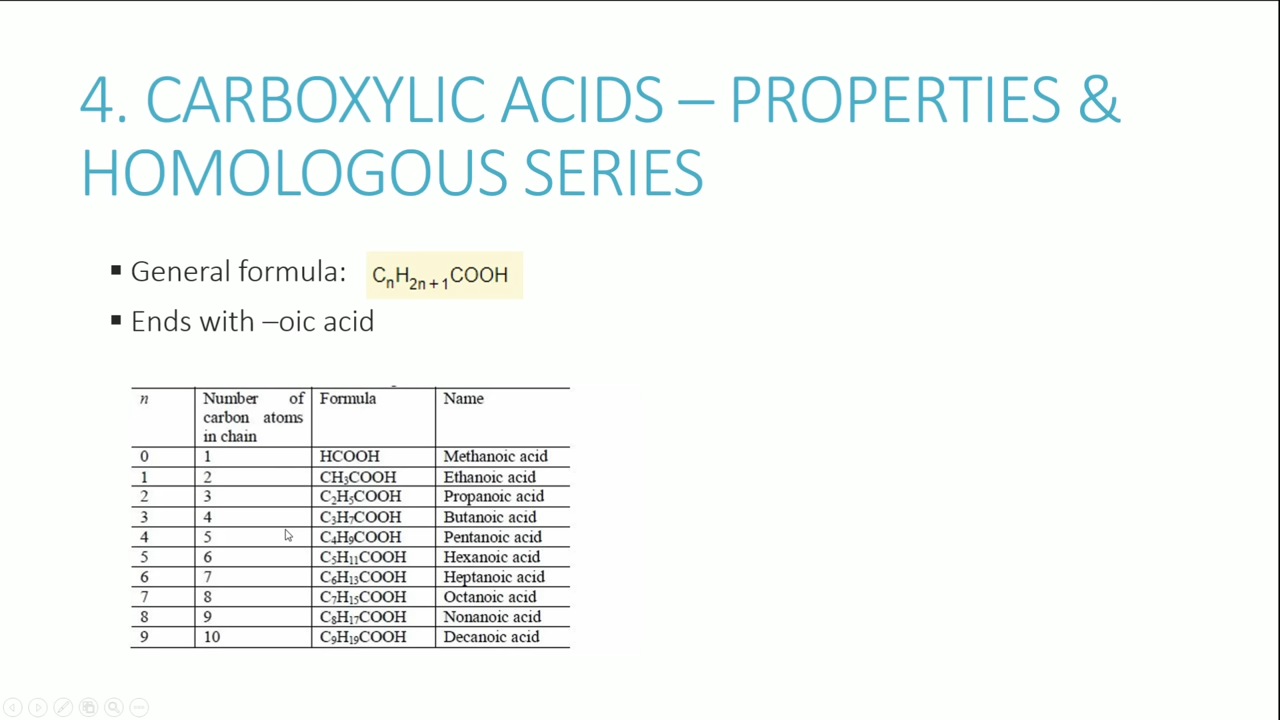 4. CARBOXYLIC ACIDS – PROPERTIES &
HOMOLOGOUS SERIES
▪ General formula: CₙH₂ₙ₊₁COOH
▪ Ends with –oic acid
n Number of carbon atoms in chain Formula Name
0 1 HCOOH Methanoic acid
1 2 CH₃COOH Ethanoic acid
2 3 C₂H₅COOH Propanoic acid
3 4 C₃H₇COOH Butanoic acid
4 5 C₄H₉COOH Pentanoic acid
5 6 C₅H₁₁COOH Hexanoic acid
6 7 C₆H₁₃COOH Heptanoic acid
7 8 C₇H₁₅COOH Octanoic acid
8 9 C₈H₁₇COOH Nonanoic acid
9 10 C₉H₁₉COOH Decanoic acid